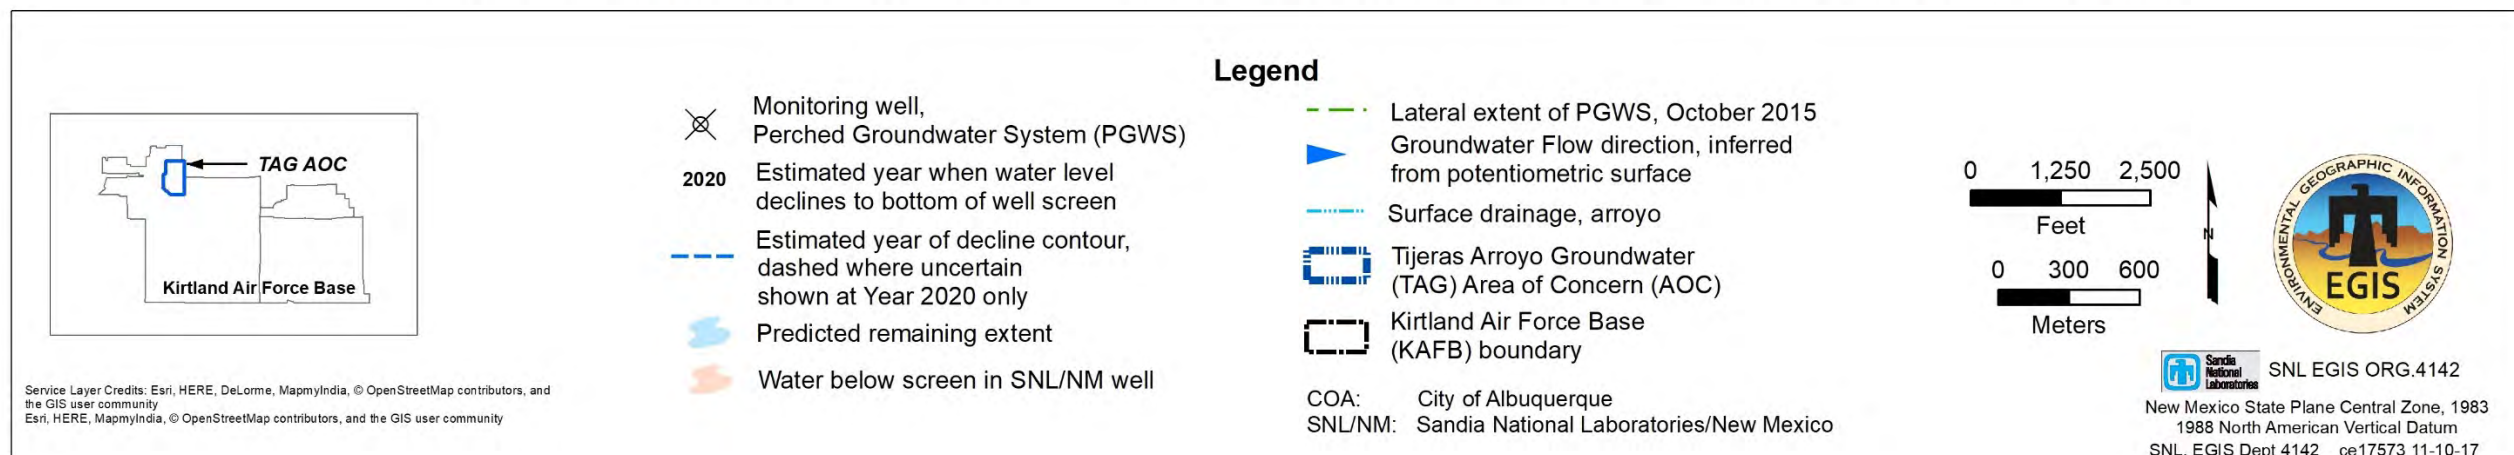 Legend
TAG AOC
Kirtland Air Force Base
Service Layer Credits: Esri, HERE, DeLorme, MapmyIndia, © OpenStreetMap contributors, and
the GIS user community
Esri, HERE, MapmyIndia, © OpenStreetMap contributors, and the GIS user community
Monitoring well,
Perched Groundwater System (PGWS)
2020 Estimated year when water level
declines to bottom of well screen
Estimated year of decline contour,
dashed where uncertain
shown at Year 2020 only
Predicted remaining extent
Water below screen in SNL/NM well
Lateral extent of PGWS, October 2015
Groundwater Flow direction, inferred
from potentiometric surface
Surface drainage, arroyo
Tijeras Arroyo Groundwater
(TAG) Area of Concern (AOC)
Kirtland Air Force Base
(KAFB) boundary
COA: City of Albuquerque
SNL/NM: Sandia National Laboratories/New Mexico
0 1,250 2,500
Feet
0 300 600
Meters
N
ENVIRONMENTAL GEOGRAPHIC INFORMATION SYSTEM
EGIS
Sandia
National
Laboratories
SNL EGIS ORG.4142
New Mexico State Plane Central Zone, 1983
1988 North American Vertical Datum
SNL, EGIS Dept 4142 ce17573 11-10-17